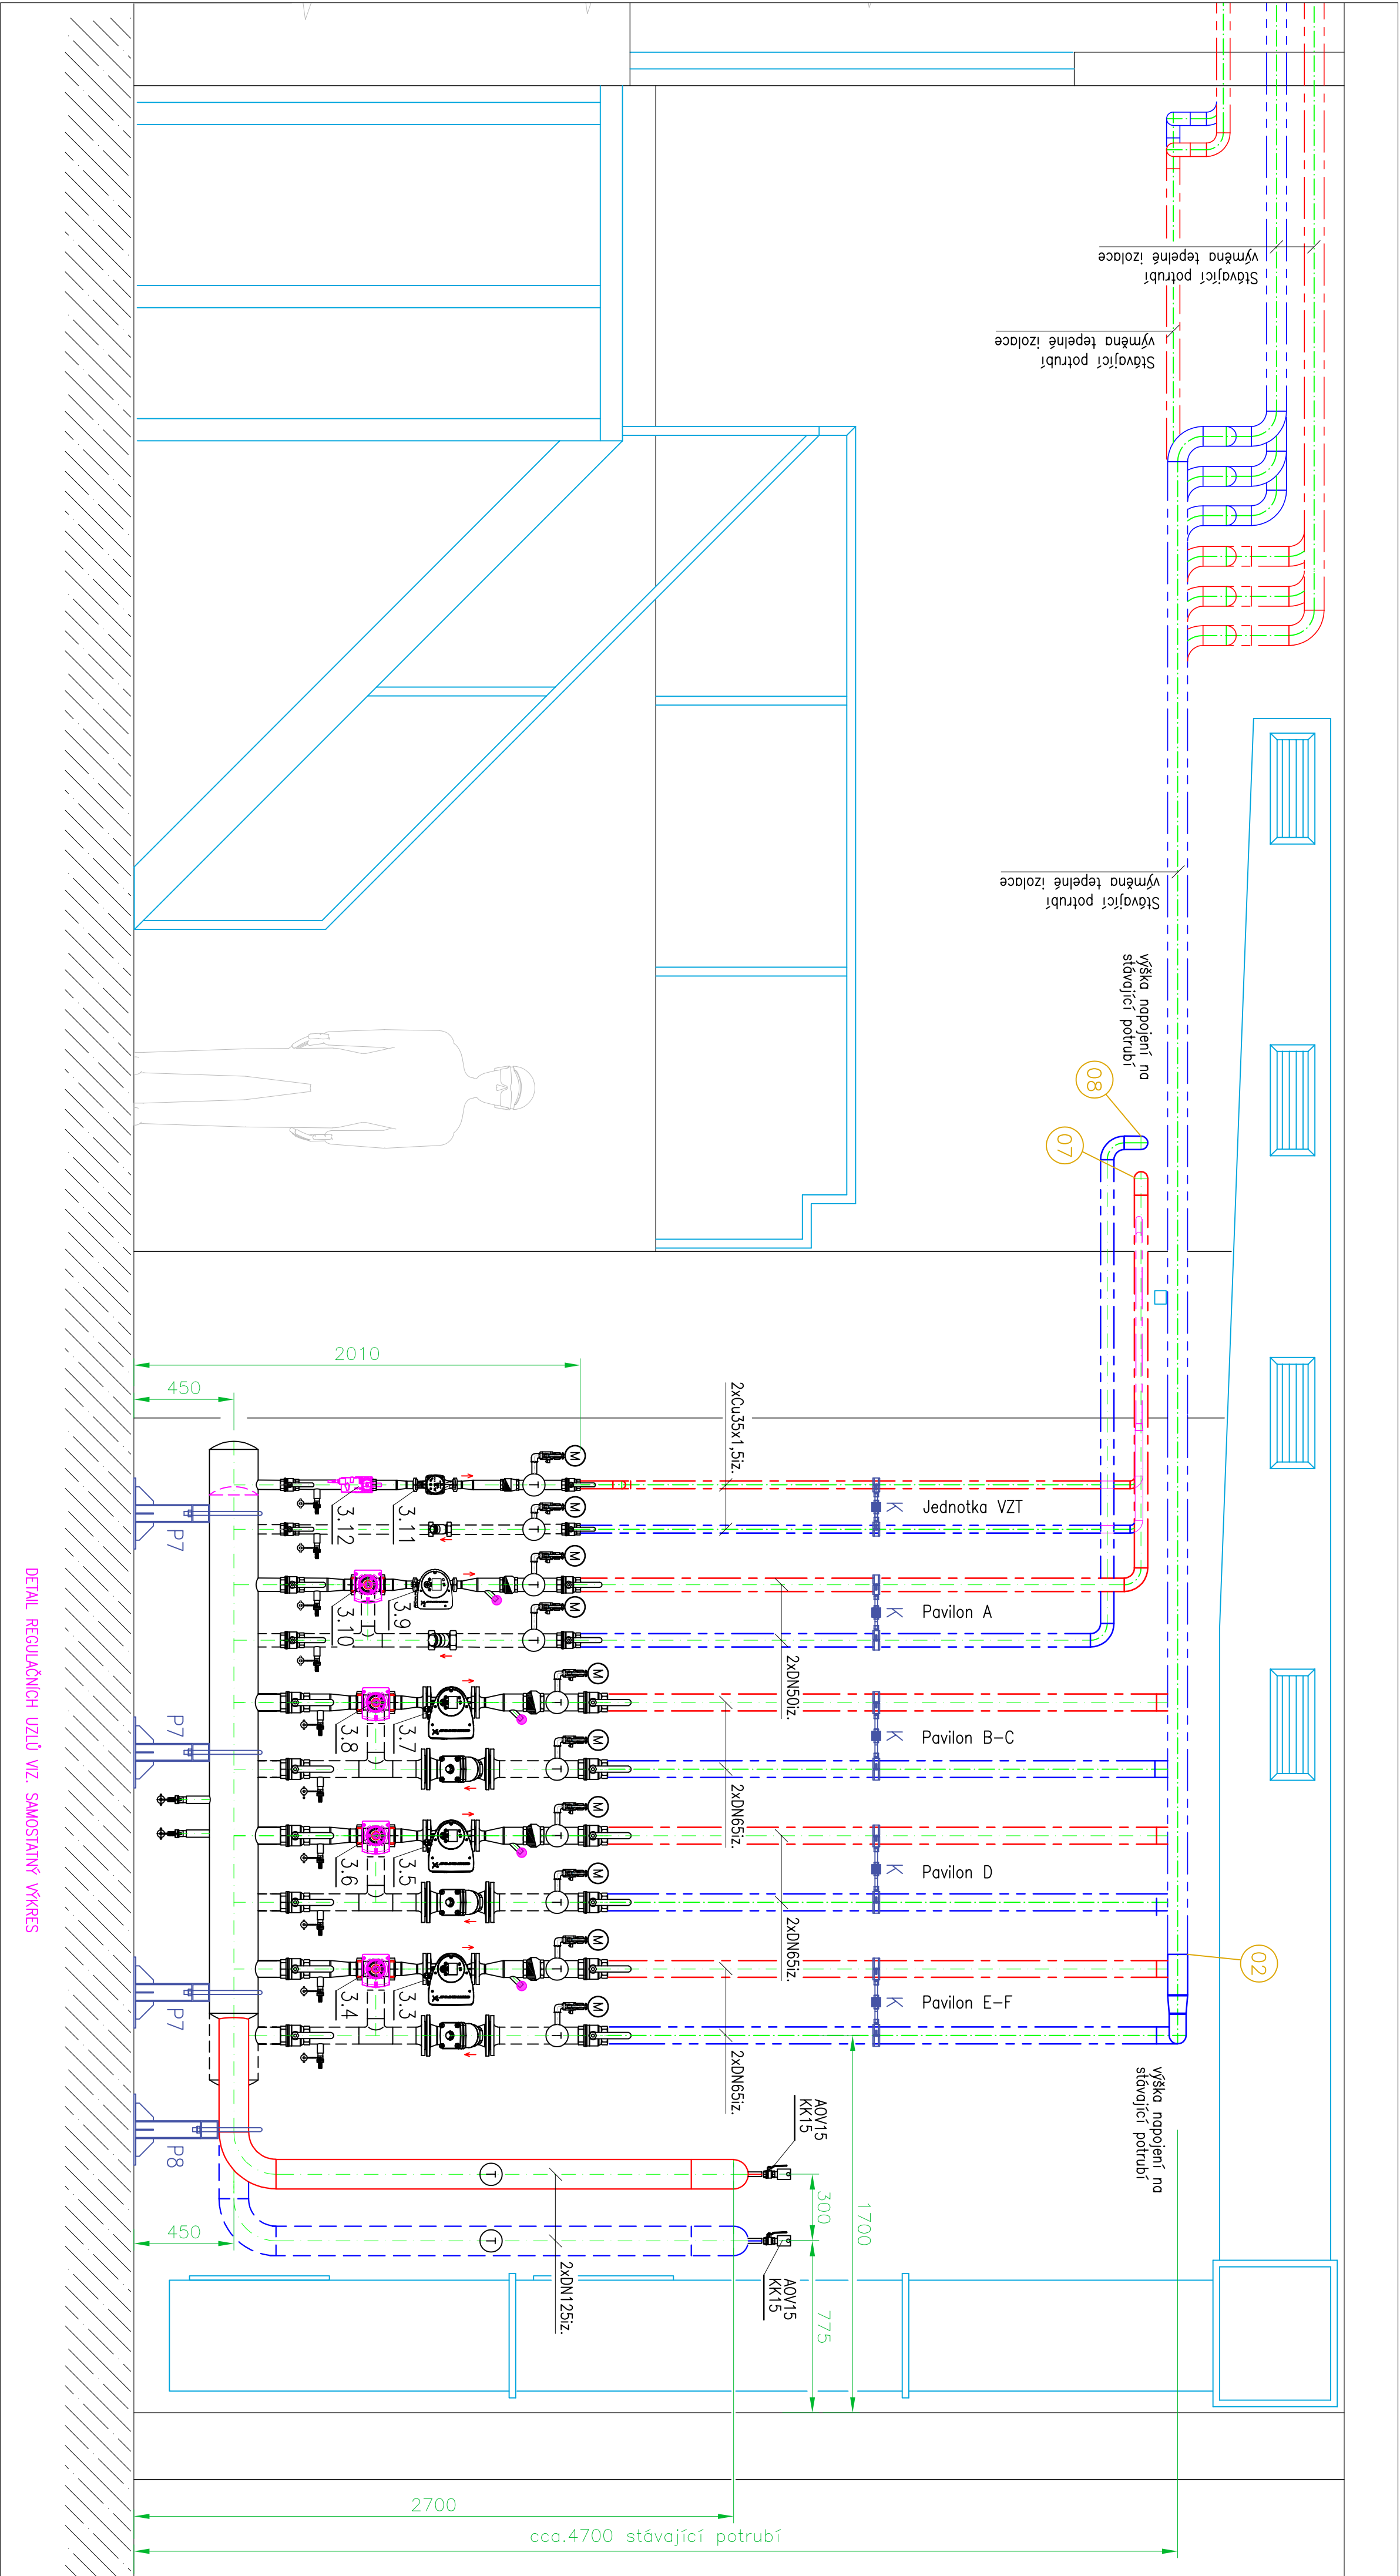 Stávající potrubí
výměna tepelné izolace
Stávající potrubí
výměna tepelné izolace
Stávající potrubí
výměna tepelné izolace
výška napojení na
stávající potrubí
08
07
02
výška napojení na
stávající potrubí
2010
450
2xCu35x1,5iz.
2xDN50iz.
2xDN65iz.
2xDN65iz.
2xDN65iz.
2xDN125iz.
Jednotka VZT
Pavilon A
Pavilon B-C
Pavilon D
Pavilon E-F
K
K
K
K
K
M
M
M
M
M
M
M
M
M
M
T
T
T
T
T
T
T
T
T
T
T
T
3.12
3.11
3.10
3.9
3.8
3.7
3.6
3.5
3.4
3.3
P7
P7
P7
P8
AOV15
KK15
AOV15
KK15
300
1700
775
450
2700
cca.4700 stávající potrubí
DETAIL REGULAČNÍCH UZLŮ VIZ. SAMOSTATNÝ VÝKRES